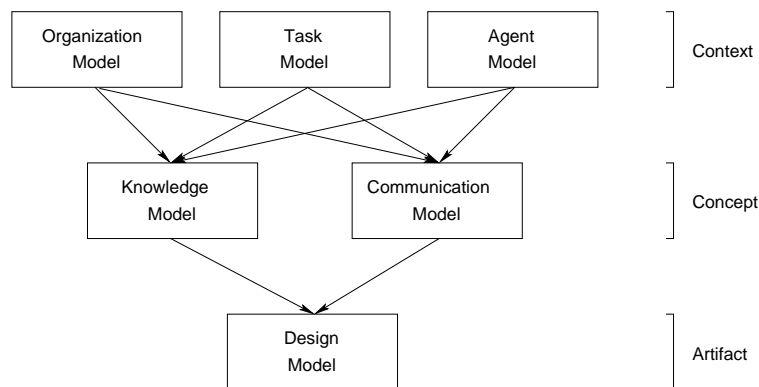 Organization
Model
Task
Model
Agent
Model
Context
Knowledge
Model
Communication
Model
Concept
Design
Model
Artifact